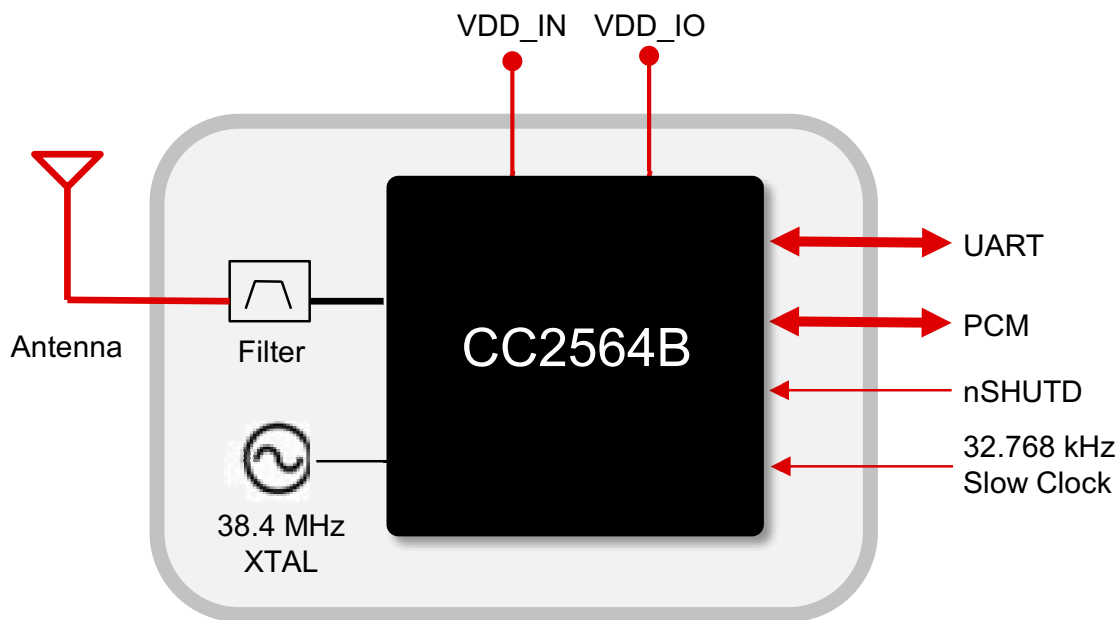 VDD_IN VDD_IO
UART
Antenna
Filter
CC2564B
PCM
nSHUTD
38.4 MHz
XTAL
32.768 kHz
Slow Clock